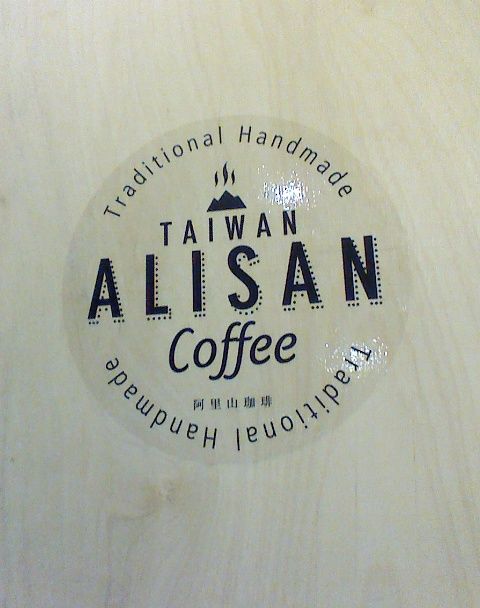 Traditional Handmade
TAIWAN
ALISAN
Coffee
阿里山珈琲
Traditional Handmade